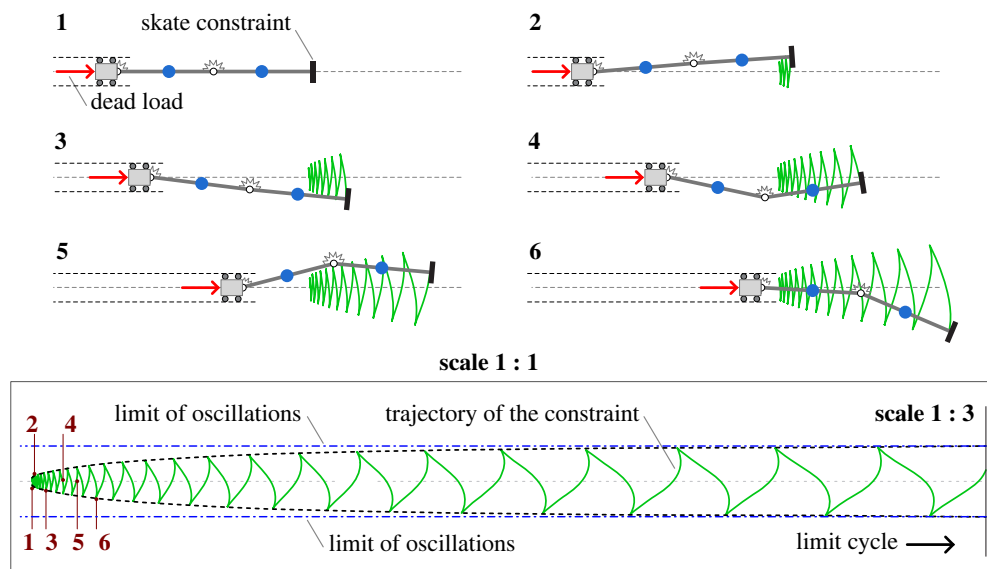 1
skate constraint
2
dead load
3
4
5
6
scale 1 : 1
limit of oscillations
trajectory of the constraint
scale 1 : 3
2
4
1
3
5
6
limit of oscillations
limit cycle